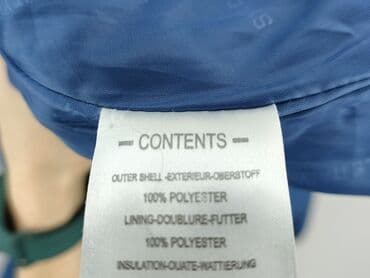 CONTENTS
OUTER SHELL -EXTERIEUR-OBERSTOFF
100% POLYESTER
LINING-DOUBLURE-FUTTER
100% POLYESTER
INSULATION-OUATE-WATTIERUNG